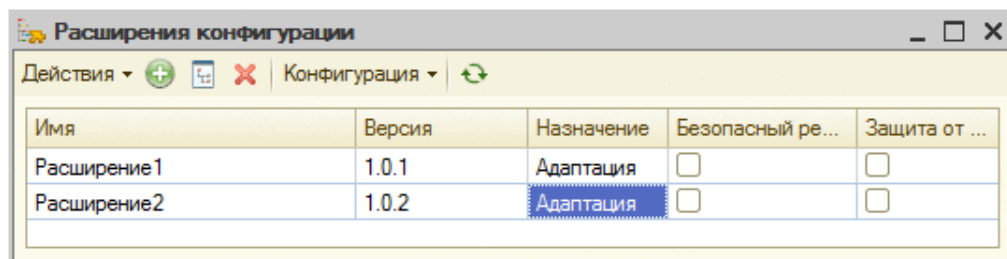 Расширения конфигурации
Действия Конфигурация
Имя Версия Назначение Безопасный ре... Защита от ...
Расширение1 1.0.1 Адаптация
Расширение2 1.0.2 Адаптация